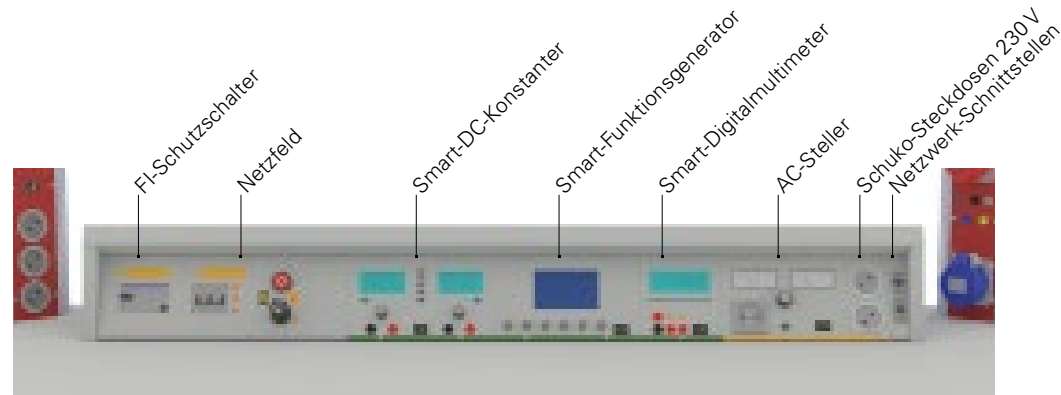 FI-Schutzschalter
Netzfeld
Smart-DC-Konstanter
Smart-Funktionsgenerator
Smart-Digitalmultimeter
AC-Steller
Schuko-Steckdosen 230 V
Netzwerk-Schnittstellen